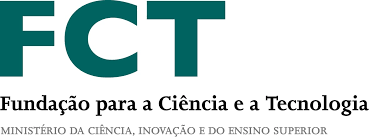 FCT
Fundação para a Ciência e a Tecnologia
MINISTÉRIO DA CIÊNCIA, INOVAÇÃO E DO ENSINO SUPERIOR